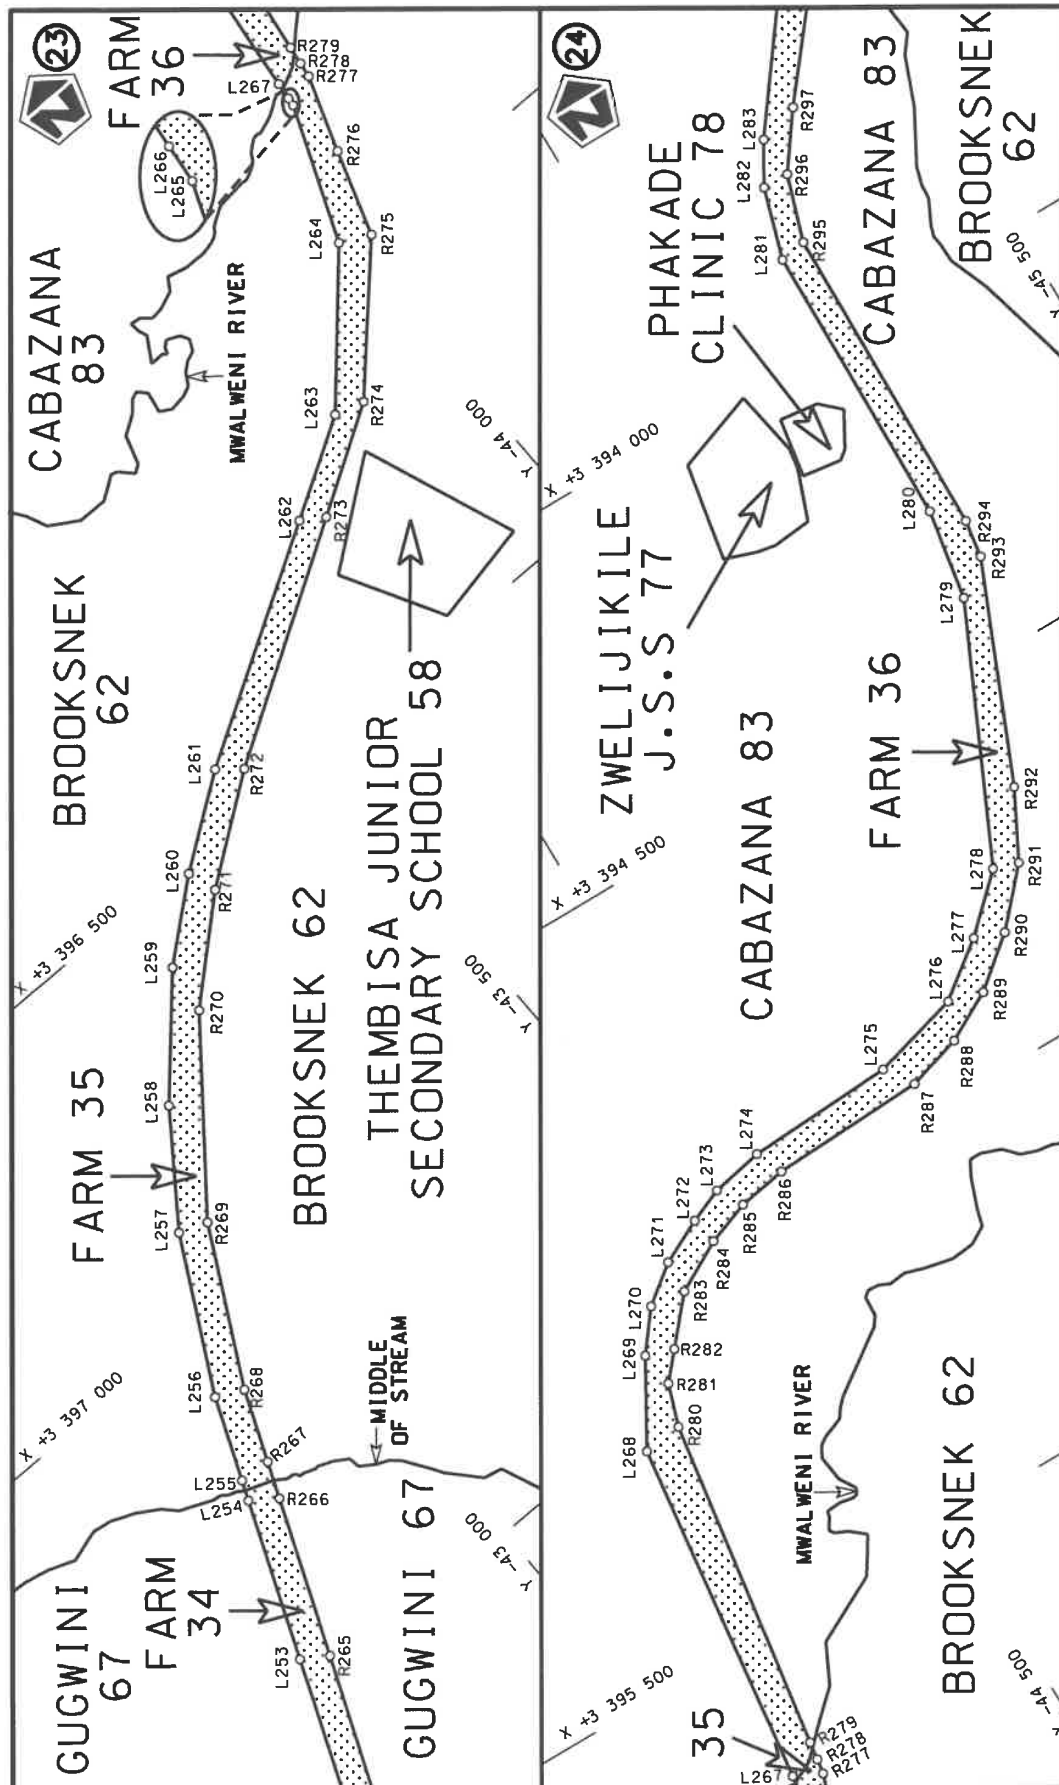 23
FARM
36
L267
R279
R278
R277
L266
L265
R276
L264
R275
CABAZANA
83
MWALWENI RIVER
L263
R274
Y -44 000
L262
R273
BROOKSNEK
62
THEMBISA JUNIOR
SECONDARY SCHOOL 58
L261
R272
L260
R271
X +3 396 500
L259
R270
Y -43 500
BROOKSNEK 62
FARM 35
L258
L257
R269
X +3 397 000
L256
R268
MIDDLE
OF STREAM
R267
L255
L254
R266
Y -43 000
GUGWINI
67
FARM
34
L253
R265
GUGWINI 67
24
L283
R297
L282
R296
L281
R295
PHAKADE
CLINIC 78
CABAZANA 83
BROOKSNEK
62
Y -45 500
X +3 394 000
ZWELIJIKILE
J.S.S 77
L280
R294
R293
L279
FARM 36
R292
L278
R291
X +3 394 500
CABAZANA 83
L277
R290
L276
R289
L275
R288
R287
L274
R286
L273
R285
L272
R284
L271
R283
L270
R282
L269
R281
R280
L268
MWALWENI RIVER
BROOKSNEK 62
X +3 395 500
Y -44 500
35
L267
R279
R278
R277